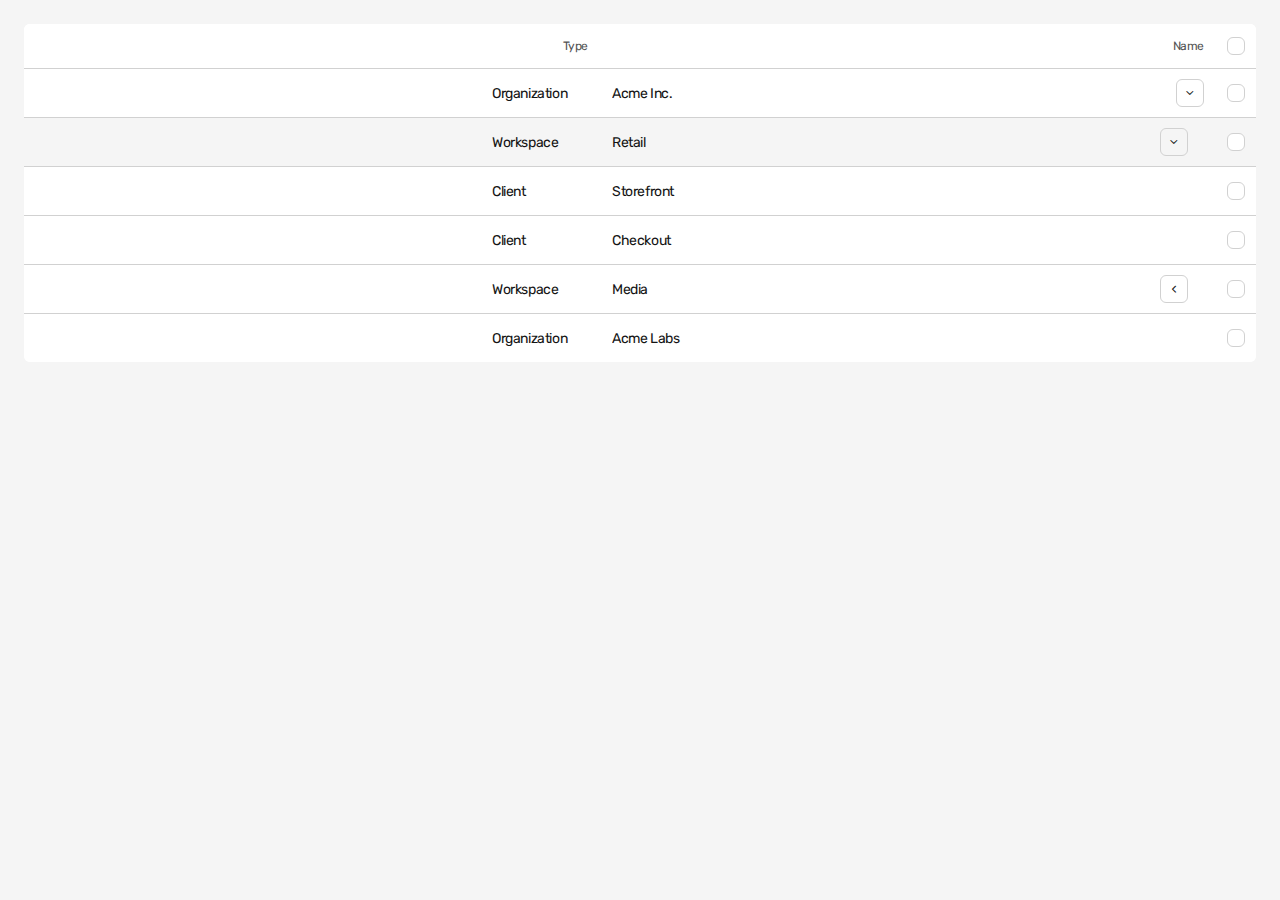 Name Type
Acme Inc. Organization
Retail Workspace
Storefront Client
Checkout Client
Media Workspace
Acme Labs Organization